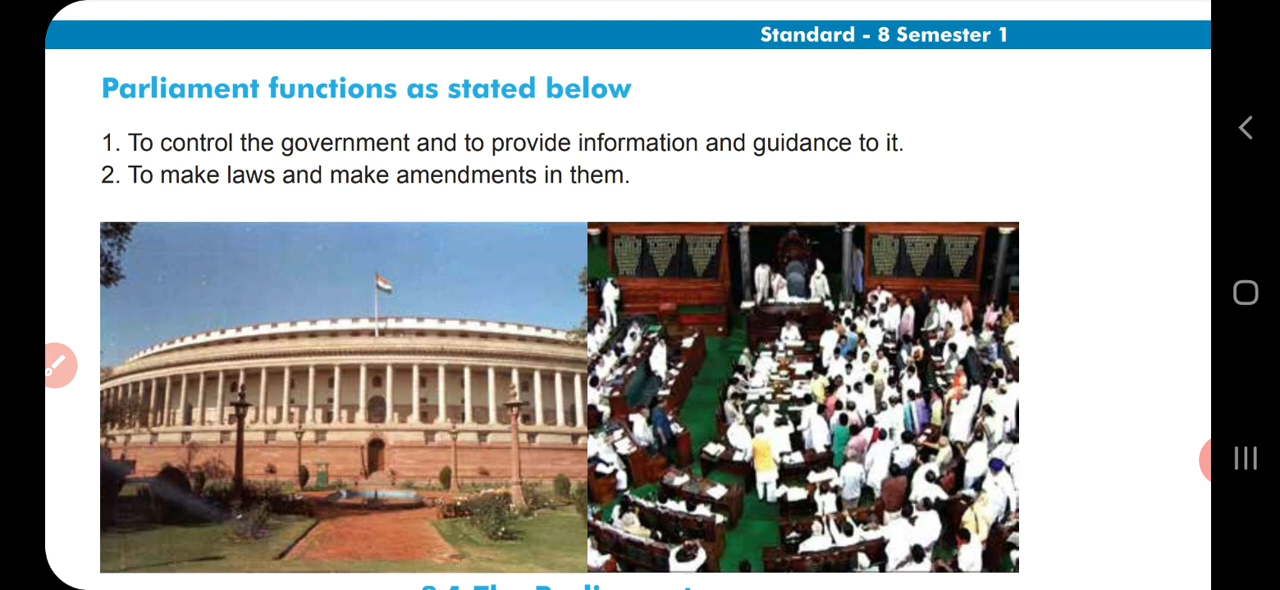 Standard - 8 Semester 1
Parliament functions as stated below
1. To control the government and to provide information and guidance to it.
2. To make laws and make amendments in them.